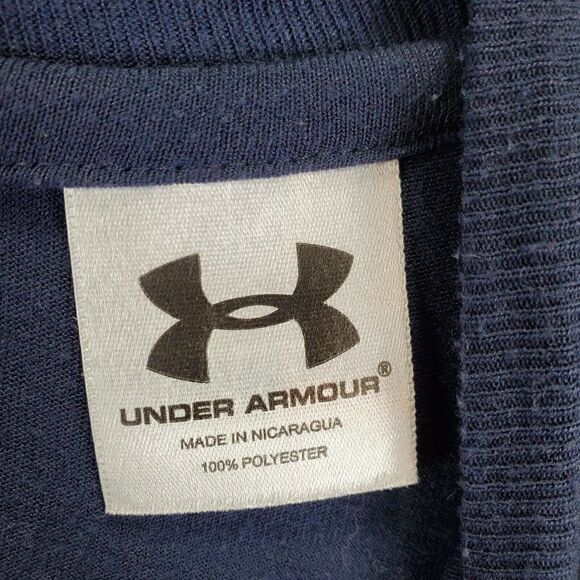 UNDER ARMOUR®
MADE IN NICARAGUA
100% POLYESTER